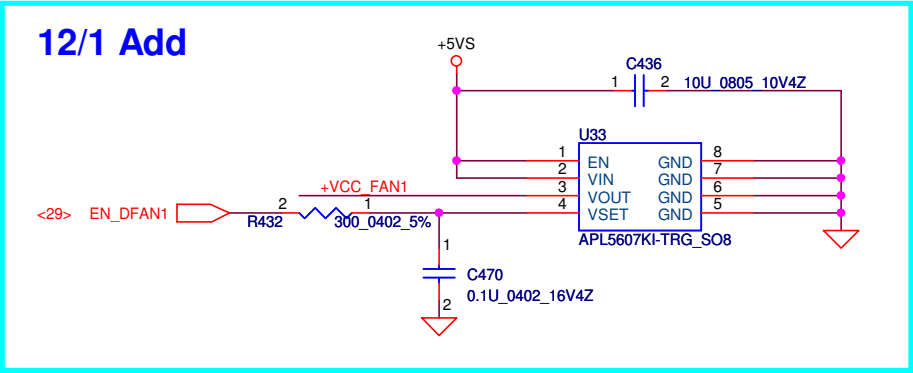 12/1 Add
+5VS
C436
1 2 10U_0805_10V4Z
U33
1 EN GND 8
2 VIN GND 7
+VCC_FAN1 3 VOUT GND 6
<29> EN_DFAN1 2 1 4 VSET GND 5
R432 300_0402_5%
APL5607KI-TRG_SO8
1
C470
0.1U_0402_16V4Z
2